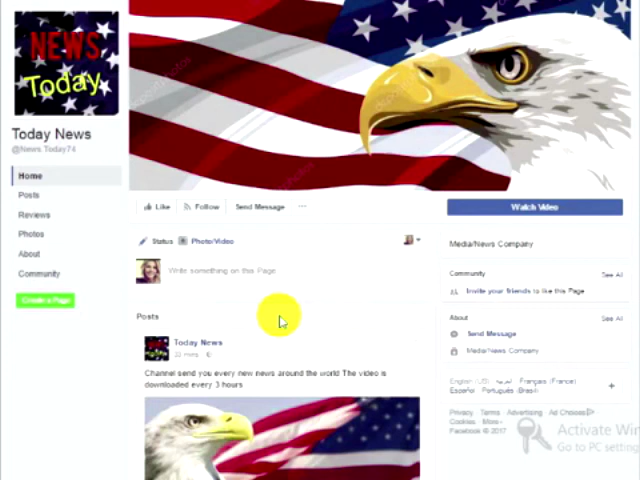 NEWS
Today
Today News
@News.Today74
Home
Posts
Reviews
Photos
About
Community
Create a Page
Like
Follow
Send Message
Watch Video
Status
Photo/Video
Write something on this Page
Posts
Today News
22 mins
Channel send you every new news around the world The video is
downloaded every 3 hours
Media/News Company
Community
See All
Invite your friends to like this Page
About
See All
Send Message
Media/News Company
English (US) العربية Français (France)
Español Português (Brasil)
Privacy Terms Advertising Ad Choices
Cookies More
Facebook © 2017
Activate Win
Go to PC setting